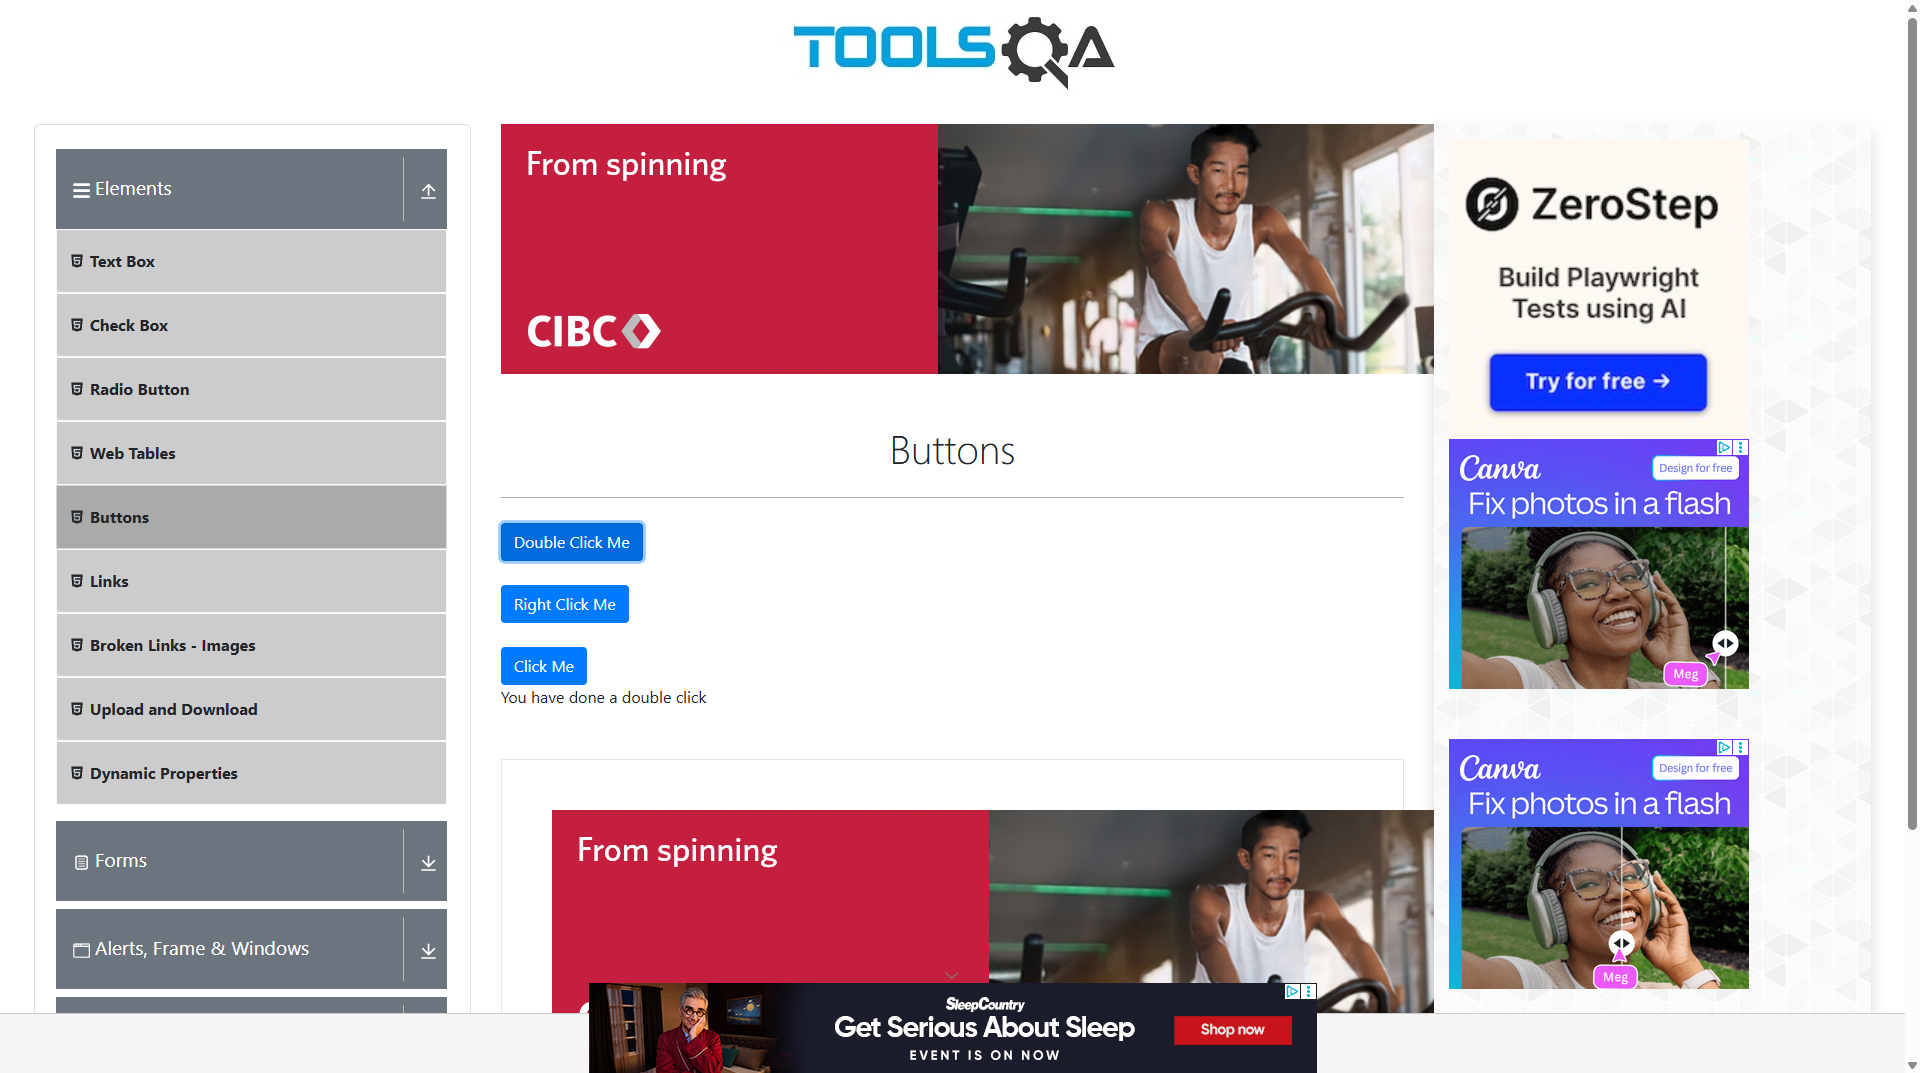 TOOLSQA
Elements
Text Box
Check Box
Radio Button
Web Tables
Buttons
Links
Broken Links - Images
Upload and Download
Dynamic Properties
Forms
Alerts, Frame & Windows
From spinning
CIBC
Buttons
Double Click Me
Right Click Me
Click Me
You have done a double click
From spinning
ZeroStep
Build Playwright
Tests using AI
Try for free →
Canva
Design for free
Fix photos in a flash
Meg
Canva
Design for free
Fix photos in a flash
Meg
SleepCountry
Get Serious About Sleep
EVENT IS ON NOW
Shop now